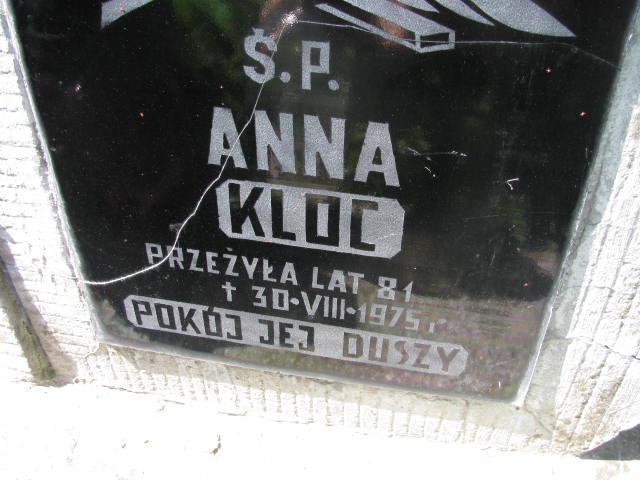 Ś.P.
ANNA
KLOC
PRZEŻYŁA LAT 81
† 30·VIII·1975 r.
POKÓJ JEJ DUSZY